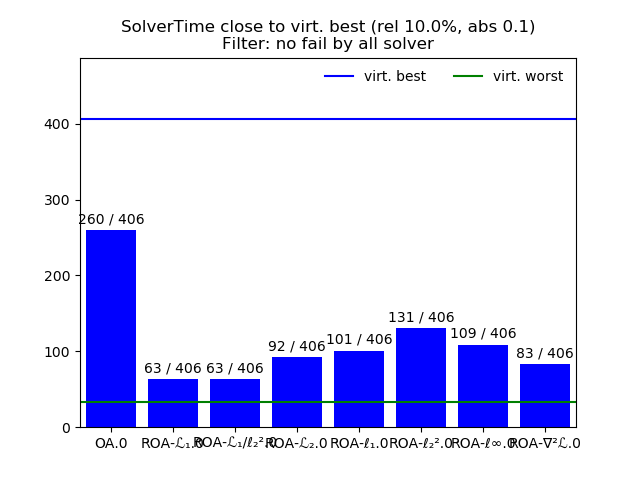 SolverTime close to virt. best (rel 10.0%, abs 0.1)
Filter: no fail by all solver
virt. best
virt. worst
400
300
200
100
0
260 / 406
63 / 406
63 / 406
92 / 406
101 / 406
131 / 406
109 / 406
83 / 406
OA.0
ROA-ℒ₁.0
ROA-ℒ₁/ℓ₂².0
ROA-ℒ₂.0
ROA-ℓ₁.0
ROA-ℓ₂².0
ROA-ℓ∞.0
ROA-∇²ℒ.0